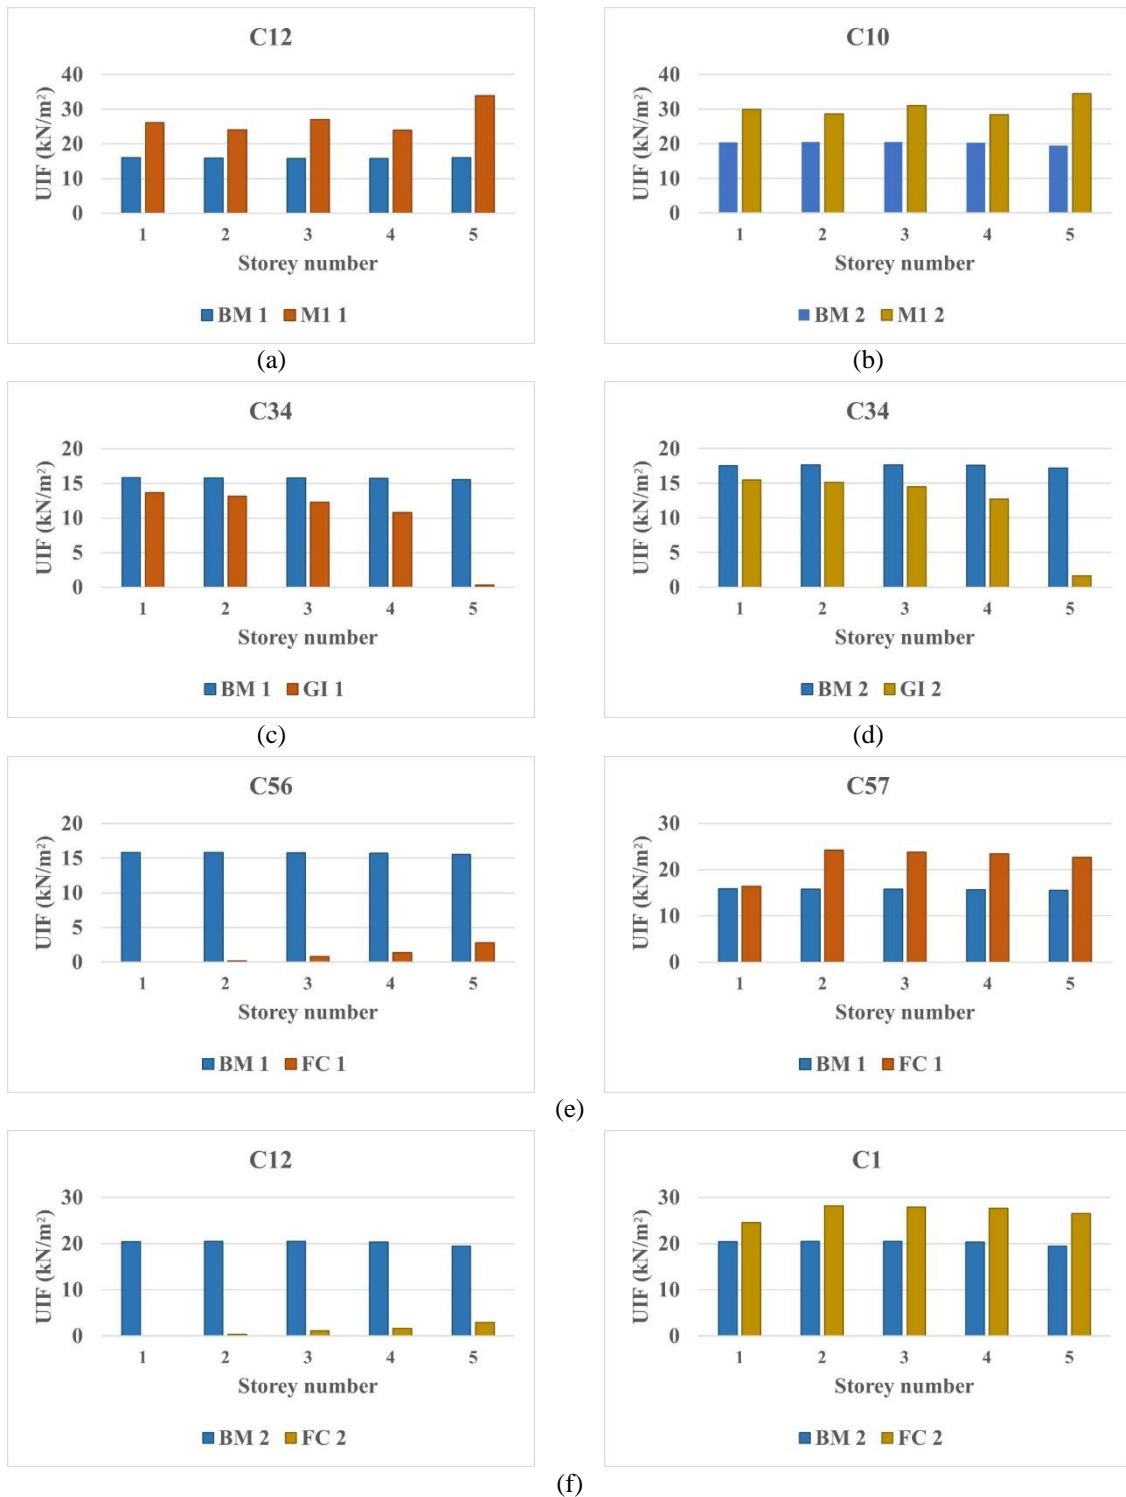 C12
UIF (kN/m²)
40
30
20
10
0
1 2 3 4 5
Storey number
BM 1 M1 1
(a)
C10
UIF (kN/m²)
40
30
20
10
0
1 2 3 4 5
Storey number
BM 2 M1 2
(b)
C34
UIF (kN/m²)
20
15
10
5
0
1 2 3 4 5
Storey number
BM 1 GI 1
(c)
C34
UIF (kN/m²)
20
15
10
5
0
1 2 3 4 5
Storey number
BM 2 GI 2
(d)
C56
UIF (kN/m²)
20
15
10
5
0
1 2 3 4 5
Storey number
BM 1 FC 1
C57
UIF (kN/m²)
30
20
10
0
1 2 3 4 5
Storey number
BM 1 FC 1
(e)
C12
UIF (kN/m²)
30
20
10
0
1 2 3 4 5
Storey number
BM 2 FC 2
C1
UIF (kN/m²)
30
20
10
0
1 2 3 4 5
Storey number
BM 2 FC 2
(f)